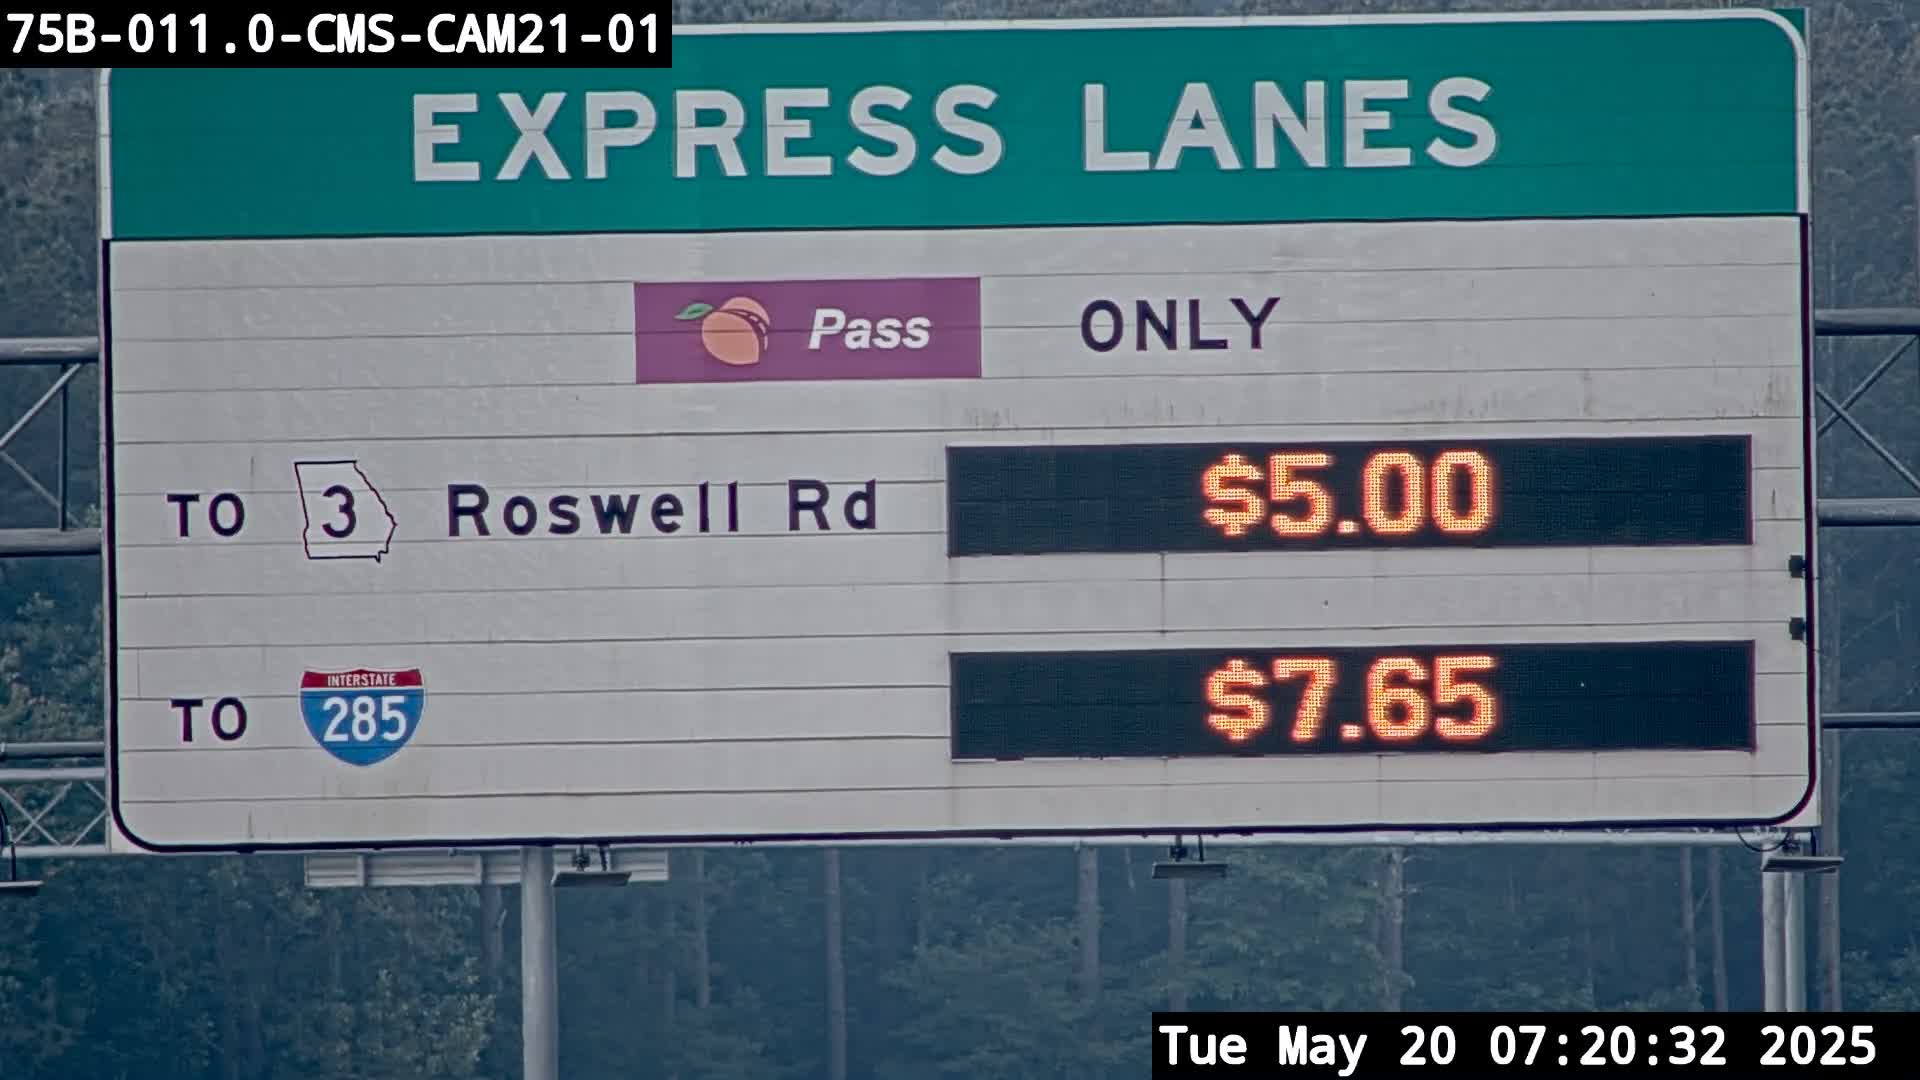 75B-011.0-CMS-CAM21-01
EXPRESS LANES
Pass ONLY
TO 3 Roswell Rd $5.00
INTERSTATE
TO 285 $7.65
Tue May 20 07:20:32 2025